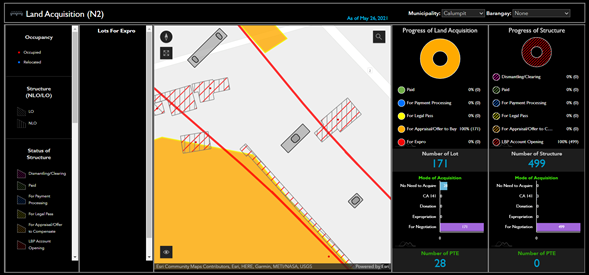 Land Acquisition (N2)
As of May 26, 2021
Municipality: Calumpit
Barangay: None
Occupancy
Occupied
Relocated
Structure
(NLO/LO)
LO
NLO
Status of
Structure
Dismantling/Clearing
Paid
For Payment
Processing
For Legal Pass
For Appraisal/Offer
to Compensate
LBP Account
Opening
Lots For Expro
Esri Community Maps Contributors, Esri, HERE, Garmin, METI/NASA, USGS
Powered by Esri
Progress of Land Acquisition
Paid 0% (0)
For Payment Processing 0% (0)
For Legal Pass 0% (0)
For Appraisal/Offer to Buy 100% (171)
For Expro 0% (0)
Number of Lot
171
Mode of Acquisition
No Need to Acquire
CA 141 0
Donation 0
Expropriation 0
For Negotiation
Number of PTE
28
Progress of Structure
Dismantling/Clearing 0% (0)
Paid 0% (0)
For Payment Processing 0% (0)
For Legal Pass 0% (0)
For Appraisal/Offer to C... 0% (0)
LBP Account Opening 100% (499)
Number of Structure
499
Mode of Acquisition
No Need to Acquire 0
CA 141 0
Donation 0
Expropriation 0
For Negotiation 499
Number of PTE
0